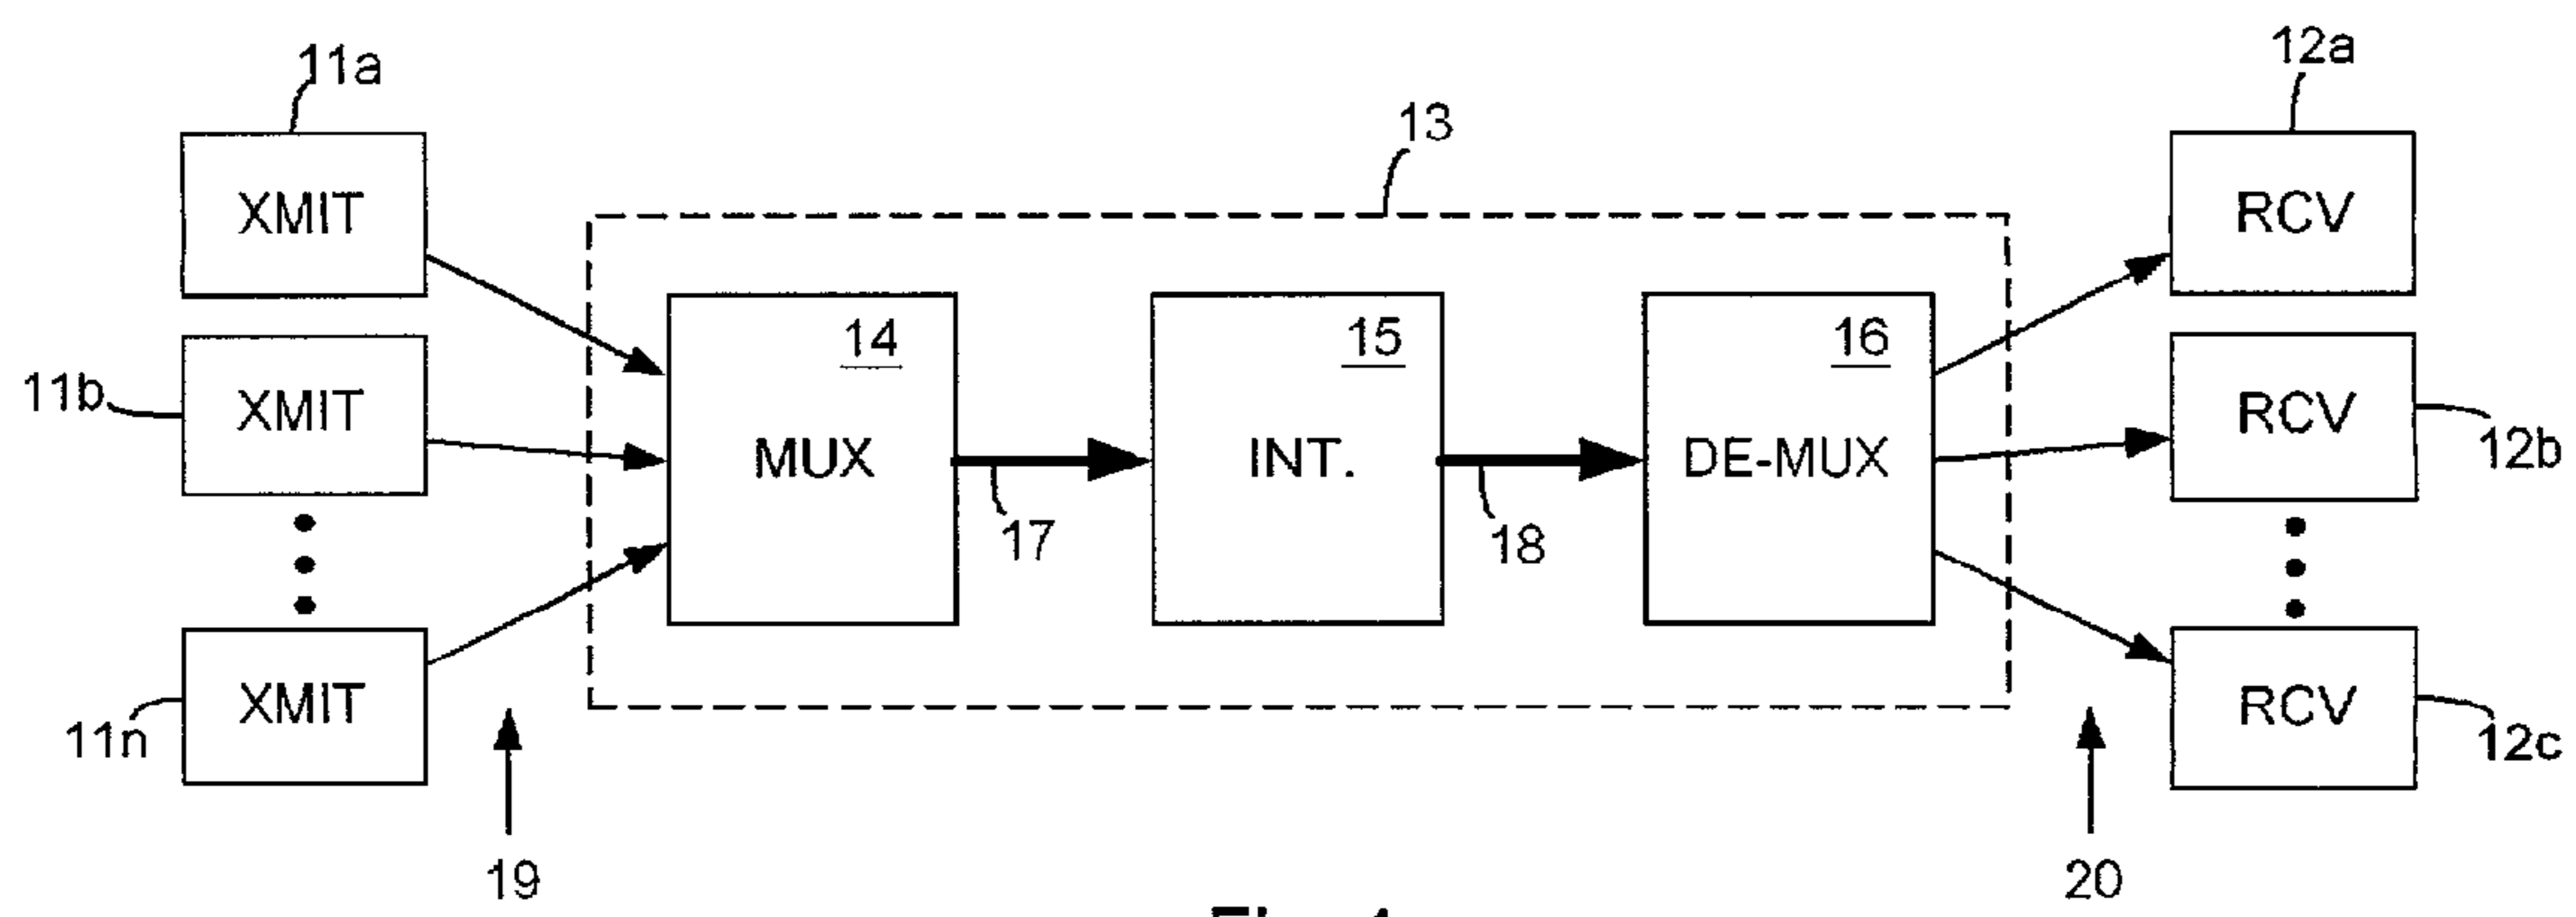 11a
12a
13
XMIT
RCV
14
15
16
11b
XMIT
RCV
12b
MUX
INT.
DE-MUX
17
18
11n
XMIT
RCV
12c
19
20